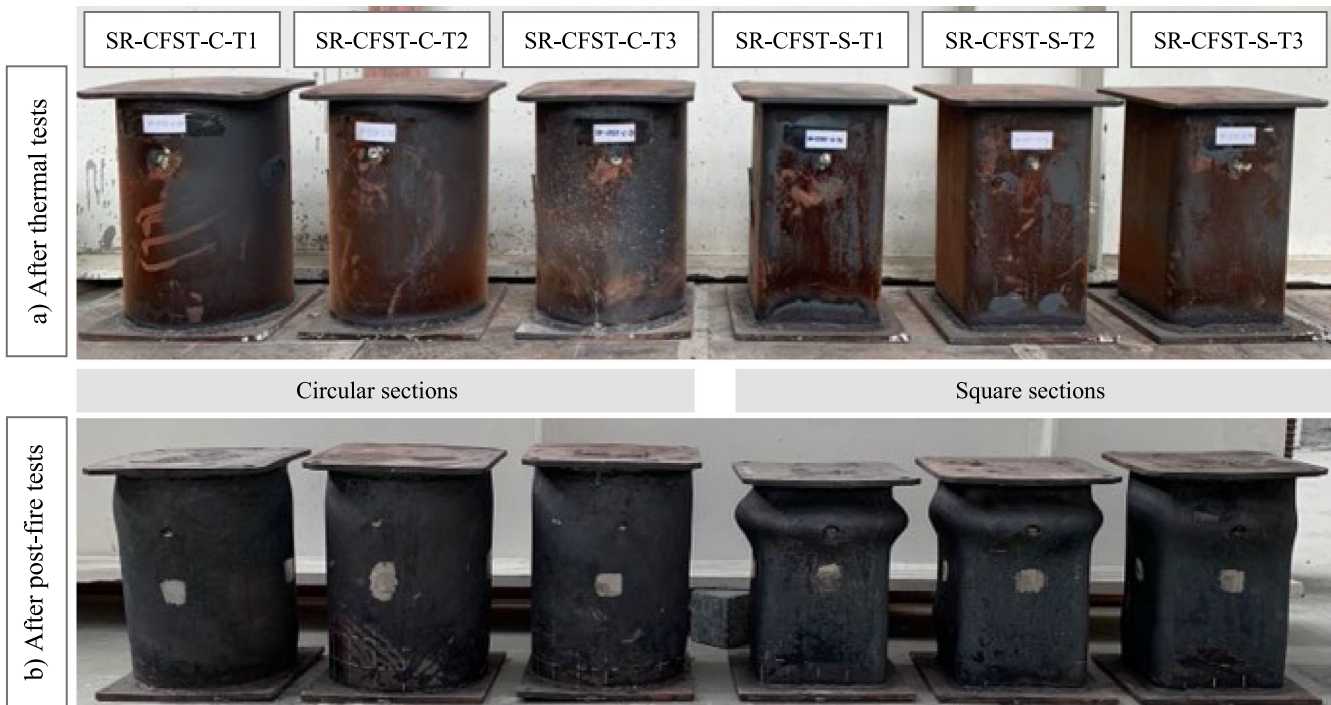 SR-CFST-C-T1
SR-CFST-C-T2
SR-CFST-C-T3
SR-CFST-S-T1
SR-CFST-S-T2
SR-CFST-S-T3
a) After thermal tests
Circular sections
Square sections
b) After post-fire tests